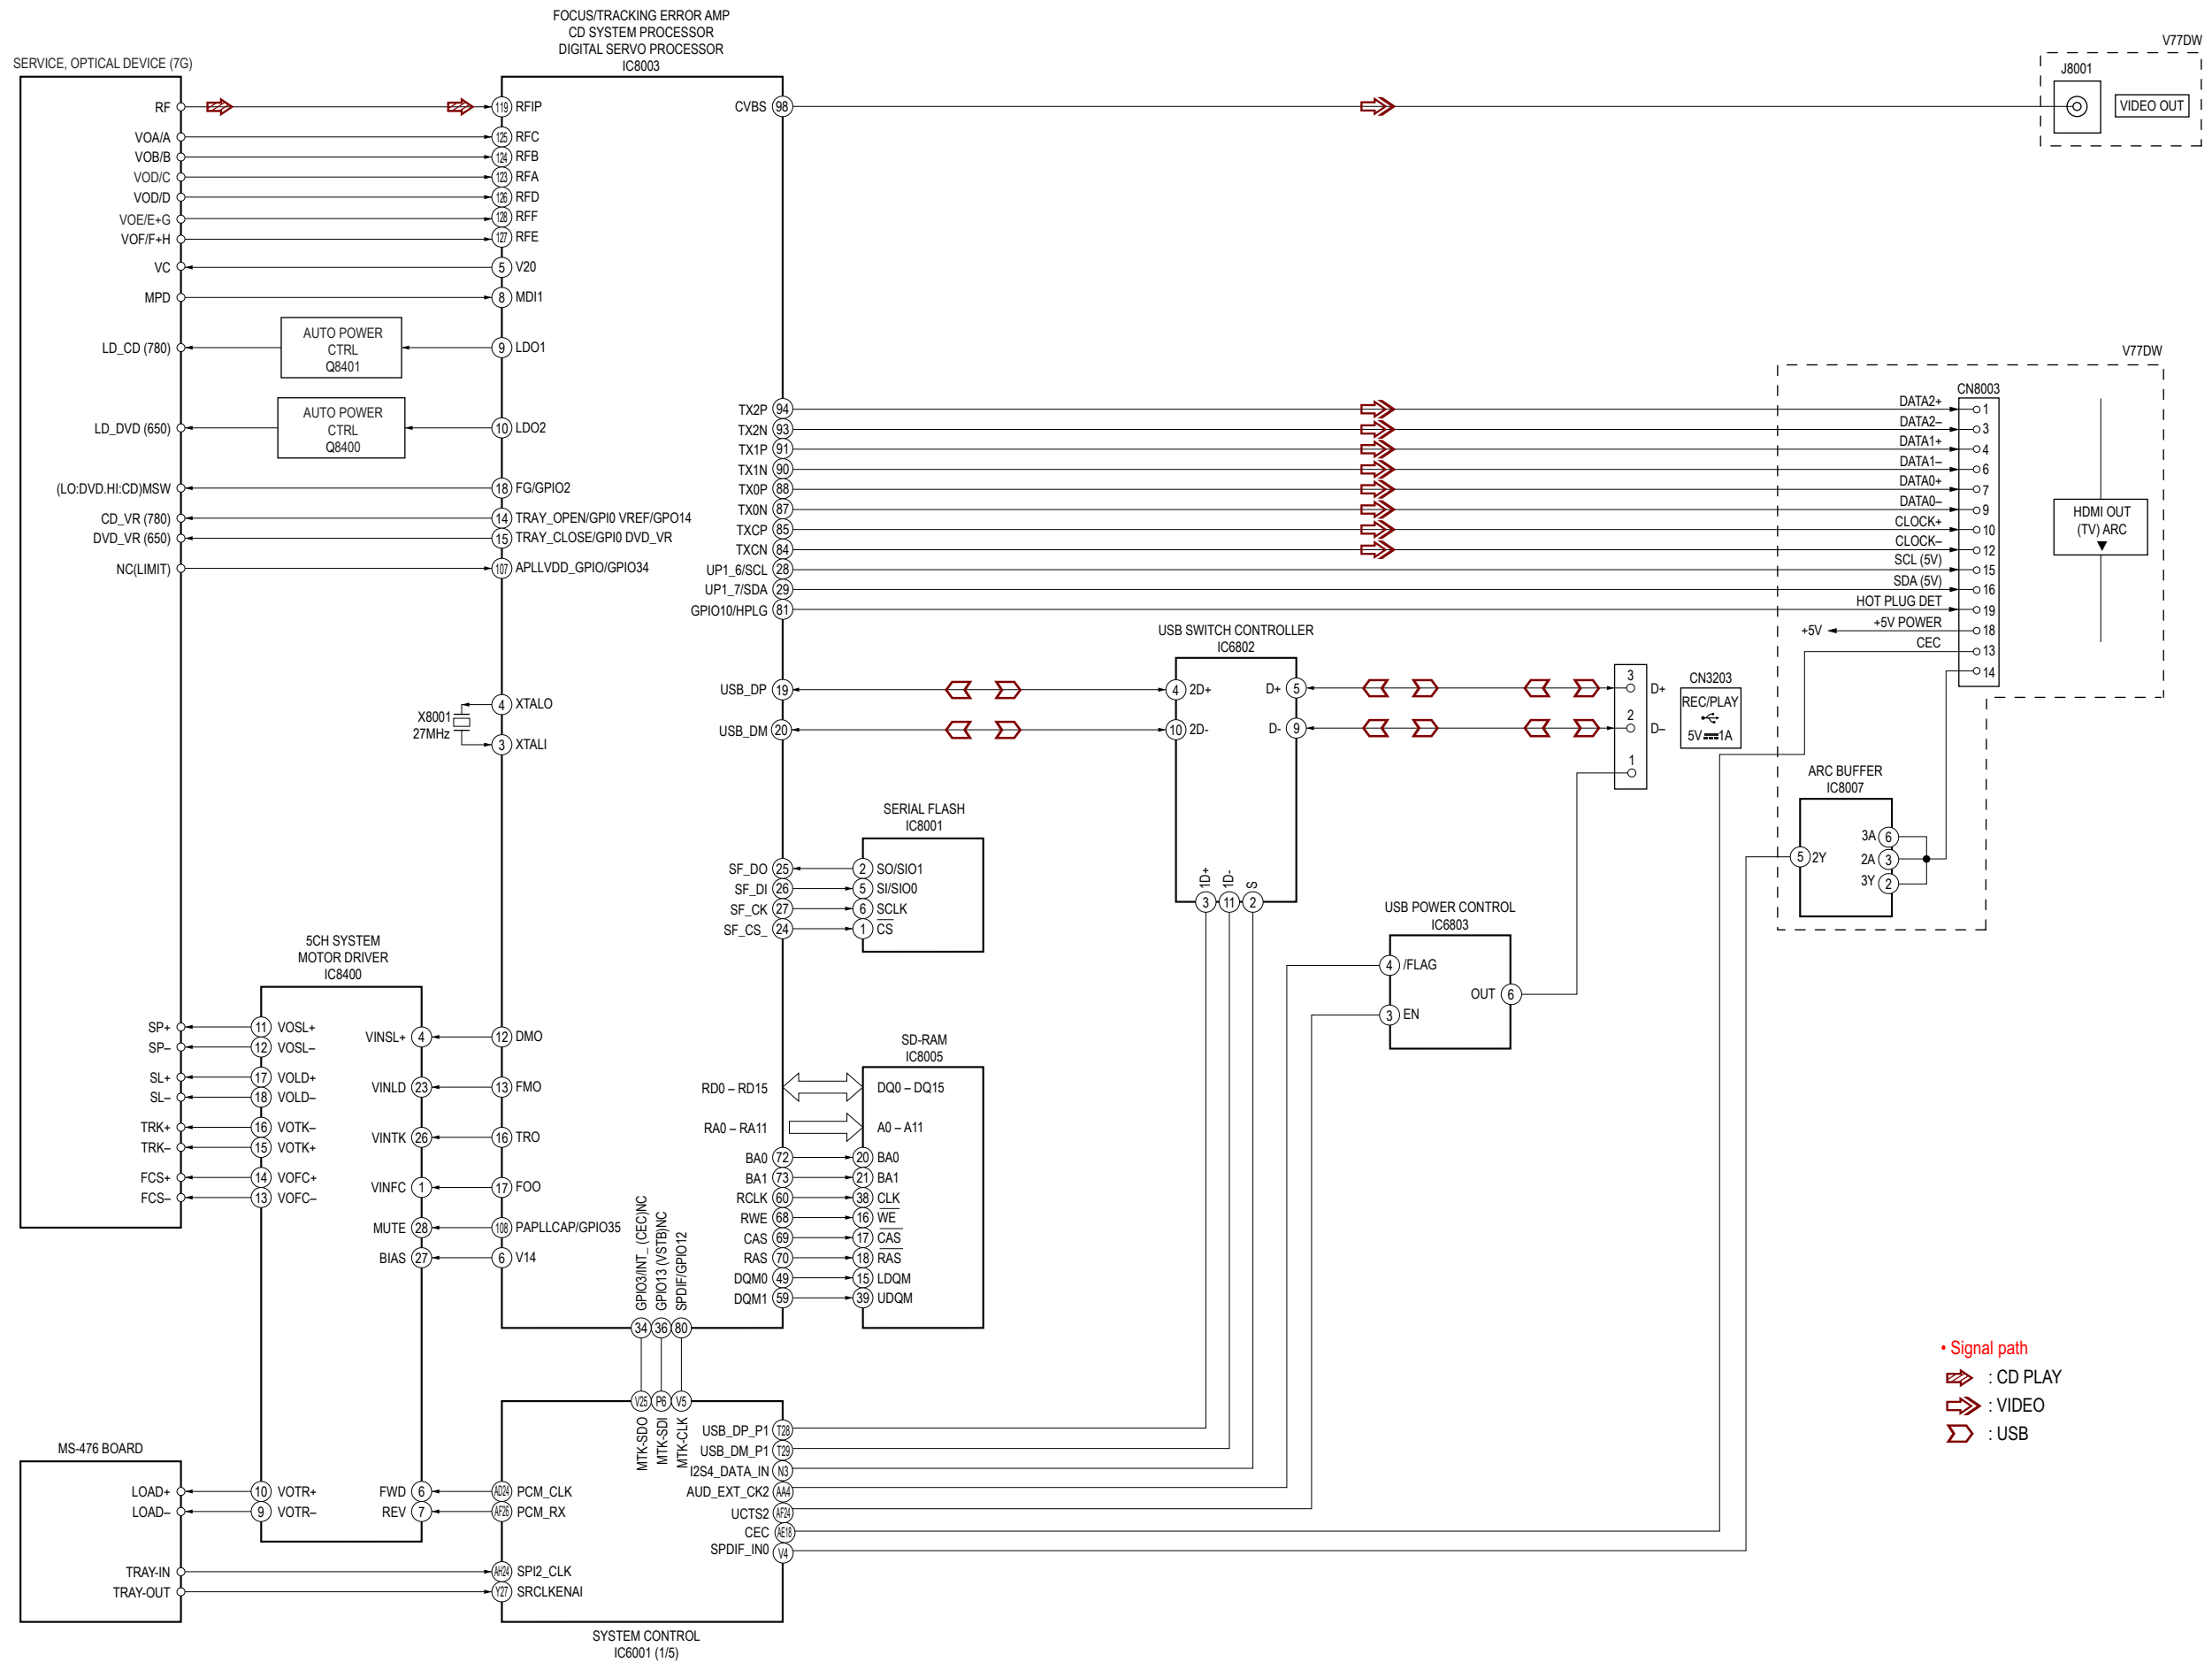 FOCUS/TRACKING ERROR AMP
CD SYSTEM PROCESSOR
DIGITAL SERVO PROCESSOR
IC8003
SERVICE, OPTICAL DEVICE (7G)
V77DW
J8001
VIDEO OUT
RF
119 RFIP
CVBS 98
VOA/A
125 RFC
VOB/B
124 RFB
VOD/C
123 RFA
VOD/D
126 RFD
VOE/E+G
128 RFF
VOF/F+H
127 RFE
VC
5 V20
MPD
8 MDI1
LD_CD (780)
AUTO POWER
CTRL
Q8401
9 LDO1
LD_DVD (650)
AUTO POWER
CTRL
Q8400
10 LDO2
(LO:DVD.HI:CD)MSW
18 FG/GPIO2
CD_VR (780)
14 TRAY_OPEN/GPI0 VREF/GPO14
DVD_VR (650)
15 TRAY_CLOSE/GPI0 DVD_VR
NC(LIMIT)
107 APLLVDD_GPIO/GPIO34
V77DW
CN8003
TX2P 94
DATA2+
1
TX2N 93
DATA2–
3
TX1P 91
DATA1+
4
TX1N 90
DATA1–
6
TX0P 88
DATA0+
7
TX0N 87
DATA0–
9
TXCP 85
CLOCK+
10
TXCN 84
CLOCK–
12
UP1_6/SCL 28
SCL (5V)
15
UP1_7/SDA 29
SDA (5V)
16
GPIO10/HPLG 81
HOT PLUG DET
19
+5V
+5V POWER
18
CEC
13
14
HDMI OUT
(TV) ARC
USB SWITCH CONTROLLER
IC6802
USB_DP 19
4 2D+
D+ 5
3
D+
USB_DM 20
10 2D-
D- 9
2
D–
1
CN3203
REC/PLAY
5V 1A
1D+
1D-
S
3
11
2
X8001
27MHz
4 XTALO
3 XTALI
ARC BUFFER
IC8007
5 2Y
3A 6
2A 3
3Y 2
SERIAL FLASH
IC8001
SF_DO 25
2 SO/SIO1
SF_DI 26
5 SI/SIO0
SF_CK 27
6 SCLK
SF_CS_ 24
1 CS
USB POWER CONTROL
IC6803
4 /FLAG
OUT 6
3 EN
5CH SYSTEM
MOTOR DRIVER
IC8400
SP+
11 VOSL+
VINSL+ 4
12 DMO
SP–
12 VOSL–
SL+
17 VOLD+
VINLD 23
13 FMO
SL–
18 VOLD–
TRK+
16 VOTK–
VINTK 26
16 TRO
TRK–
15 VOTK+
FCS+
14 VOFC+
VINFC 1
17 FOO
FCS–
13 VOFC–
MUTE 28
108 PAPLLCAP/GPIO35
BIAS 27
6 V14
SD-RAM
IC8005
RD0 – RD15
DQ0 – DQ15
RA0 – RA11
A0 – A11
BA0 72
20 BA0
BA1 73
21 BA1
RCLK 60
38 CLK
RWE 68
16 WE
CAS 69
17 CAS
RAS 70
18 RAS
DQM0 49
15 LDQM
DQM1 59
39 UDQM
GPIO3/INT_ (CEC)NC
GPIO13 (VSTB)NC
SPDIF/GPIO12
34
36
80
V25
P6
V5
MTK-SDO
MTK-SDI
MTK-CLK
USB_DP_P1 T28
USB_DM_P1 T29
I2S4_DATA_IN N3
AUD_EXT_CK2 AA4
UCTS2 AF24
CEC AE18
SPDIF_IN0 V4
MS-476 BOARD
LOAD+
10 VOTR+
FWD 6
AD24 PCM_CLK
LOAD–
9 VOTR–
REV 7
AF26 PCM_RX
TRAY-IN
AH24 SPI2_CLK
TRAY-OUT
Y27 SRCLKENAI
SYSTEM CONTROL
IC6001 (1/5)
• Signal path
: CD PLAY
: VIDEO
: USB